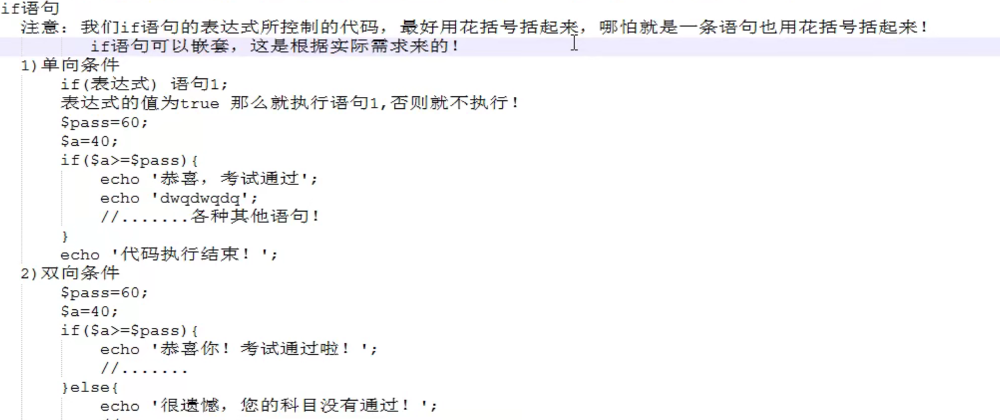 if语句
注意：我们if语句的表达式所控制的代码，最好用花括号括起来，哪怕就是一条语句也用花括号括起来！
if语句可以嵌套，这是根据实际需求来的！
1)单向条件
if(表达式) 语句1;
表达式的值为true 那么就执行语句1,否则就不执行！
$pass=60;
$a=40;
if($a>=$pass){
echo '恭喜，考试通过';
echo 'dwqdwqdq';
//.......各种其他语句！
}
echo '代码执行结束！';
2)双向条件
$pass=60;
$a=40;
if($a>=$pass){
echo '恭喜你！考试通过啦！';
//.......
}else{
echo '很遗憾，您的科目没有通过！';